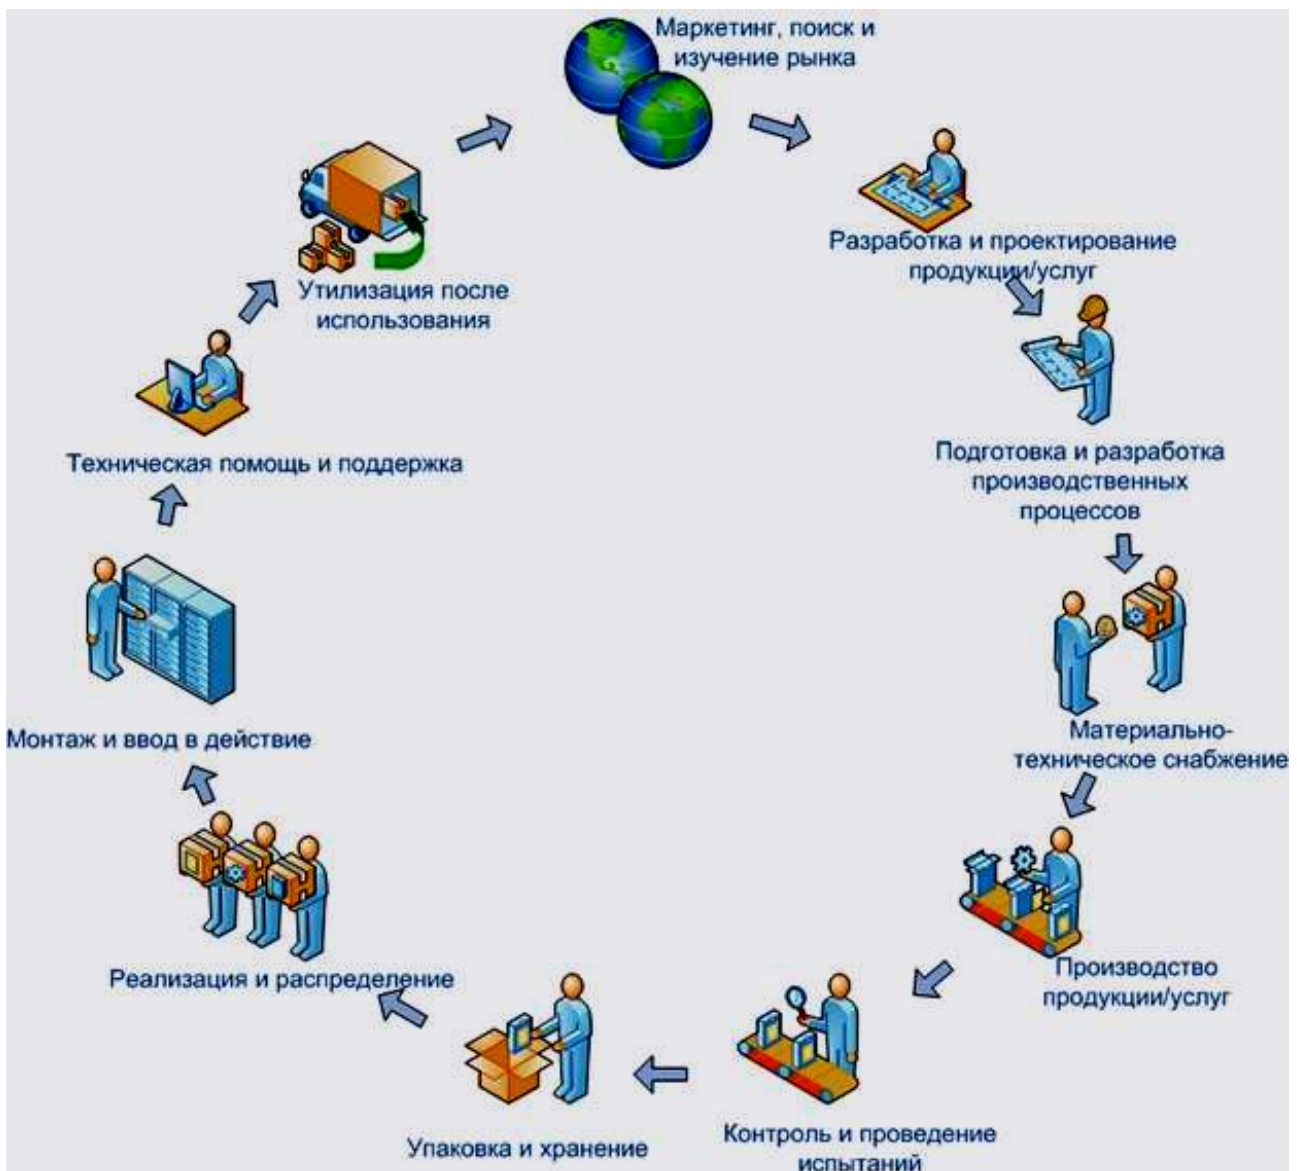 Маркетинг, поиск и
изучение рынка
Разработка и проектирование
продукции/услуг
Подготовка и разработка
производственных
процессов
Материально-
техническое снабжение
Производство
продукции/услуг
Контроль и проведение
испытаний
Упаковка и хранение
Реализация и распределение
Монтаж и ввод в действие
Техническая помощь и поддержка
Утилизация после
использования